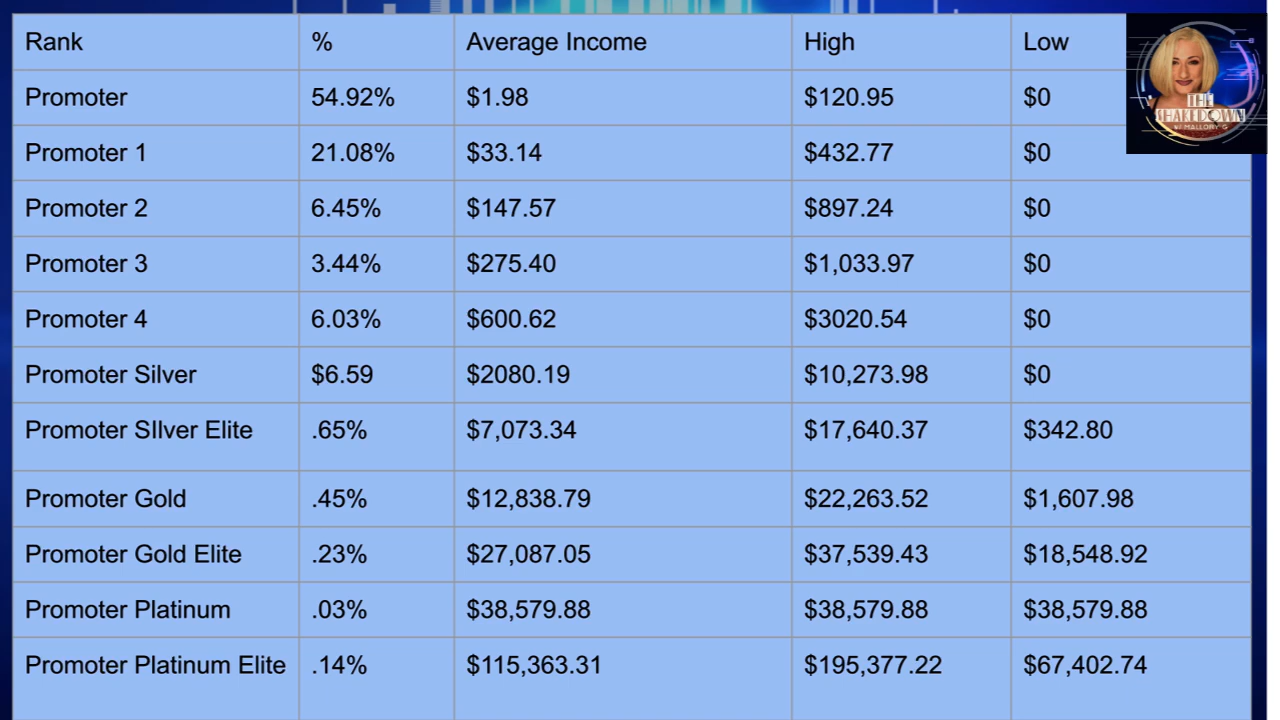 Rank % Average Income High Low
Promoter 54.92% $1.98 $120.95 $0
Promoter 1 21.08% $33.14 $432.77 $0
Promoter 2 6.45% $147.57 $897.24 $0
Promoter 3 3.44% $275.40 $1,033.97 $0
Promoter 4 6.03% $600.62 $3020.54 $0
Promoter Silver $6.59 $2080.19 $10,273.98 $0
Promoter SIlver Elite .65% $7,073.34 $17,640.37 $342.80
Promoter Gold .45% $12,838.79 $22,263.52 $1,607.98
Promoter Gold Elite .23% $27,087.05 $37,539.43 $18,548.92
Promoter Platinum .03% $38,579.88 $38,579.88 $38,579.88
Promoter Platinum Elite .14% $115,363.31 $195,377.22 $67,402.74
THE
SHAKEDOWN
W/ MALLORY G